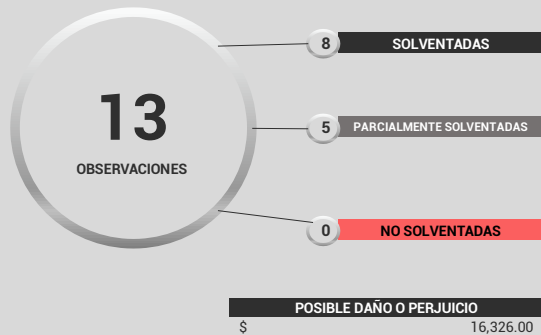 13
OBSERVACIONES
8 SOLVENTADAS
5 PARCIALMENTE SOLVENTADAS
0 NO SOLVENTADAS
POSIBLE DAÑO O PERJUICIO
$ 16,326.00